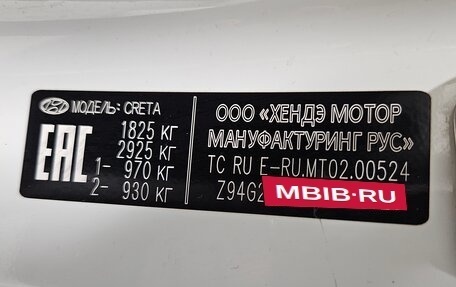 МОДЕЛЬ: CRETA
1825 КГ
2925 КГ
1- 970 КГ
2- 930 КГ
EAC
ООО «ХЕНДЭ МОТОР
МАНУФАКТУРИНГ РУС»
ТС RU E-RU.MT02.00524
Z94G2
MBIB.RU